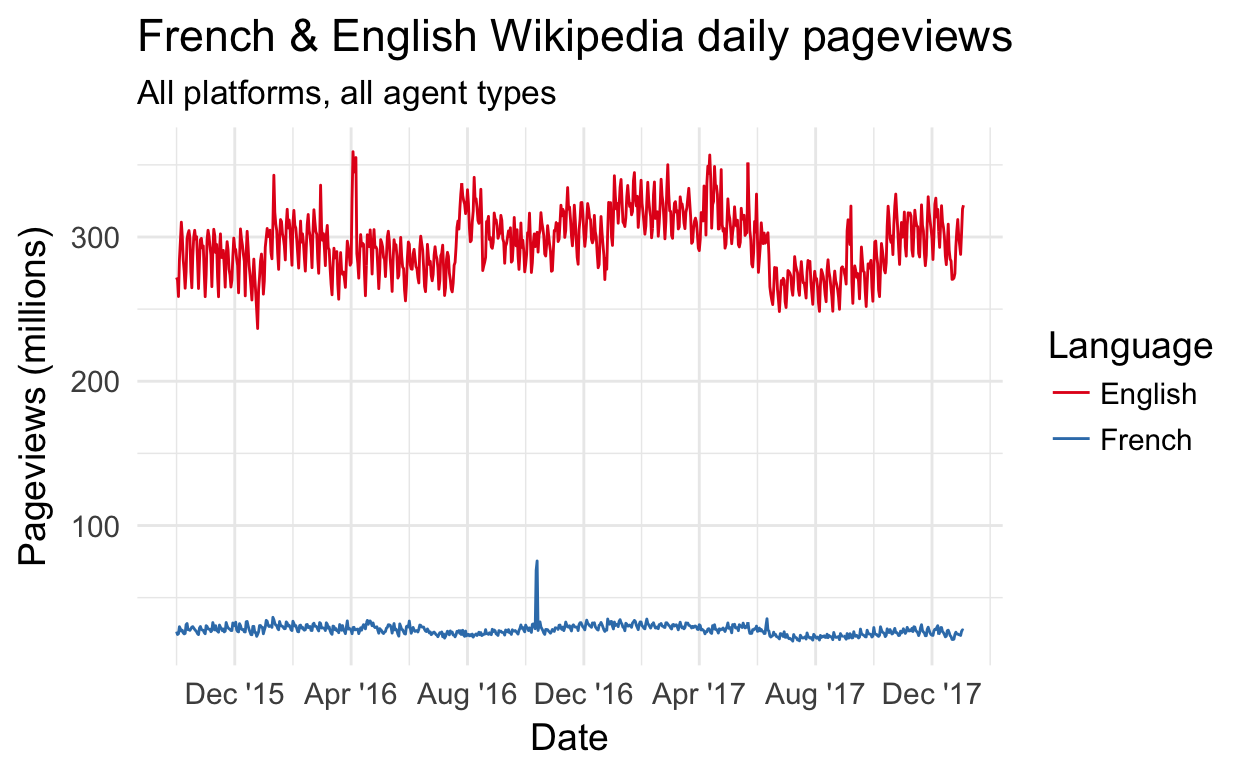 French & English Wikipedia daily pageviews
All platforms, all agent types
Pageviews (millions)
300
200
100
Dec '15 Apr '16 Aug '16 Dec '16 Apr '17 Aug '17 Dec '17
Date
Language
English
French